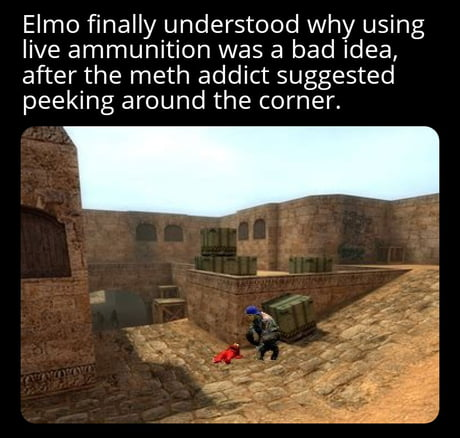 Elmo finally understood why using
live ammunition was a bad idea,
after the meth addict suggested
peeking around the corner.